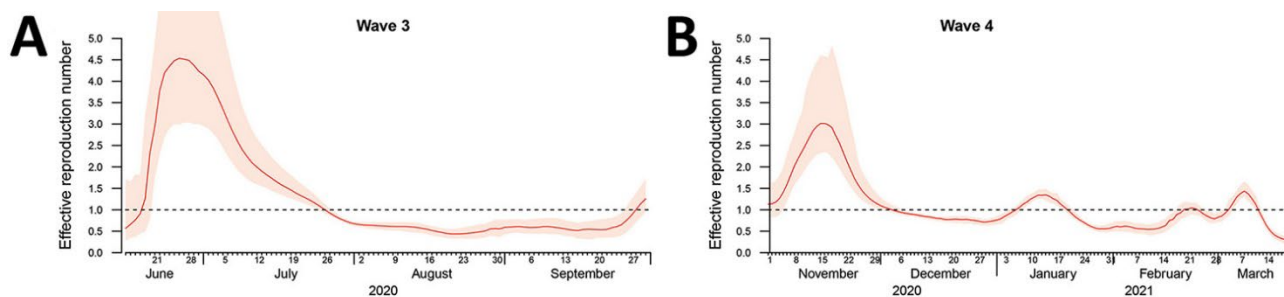 A
Wave 3
Effective reproduction number
5.0
4.5
4.0
3.5
3.0
2.5
2.0
1.5
1.0
0.5
0.0
21 28 5 12 19 26 2 9 16 23 30 6 13 20 27
June July August September
2020
B
Wave 4
Effective reproduction number
5.0
4.5
4.0
3.5
3.0
2.5
2.0
1.5
1.0
0.5
0.0
1 8 15 22 29 6 13 20 27 3 10 17 24 31 7 14 21 28 7 14
November December January February March
2020 2021